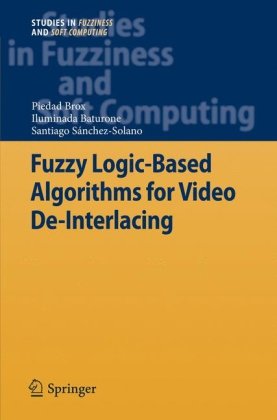 STUDIES IN FUZZINESS
AND SOFT COMPUTING
Studies
in Fuzziness
and Soft
Computing
Piedad Brox
Iluminada Baturone
Santiago Sánchez-Solano
Fuzzy Logic-Based
Algorithms for Video
De-Interlacing
Springer